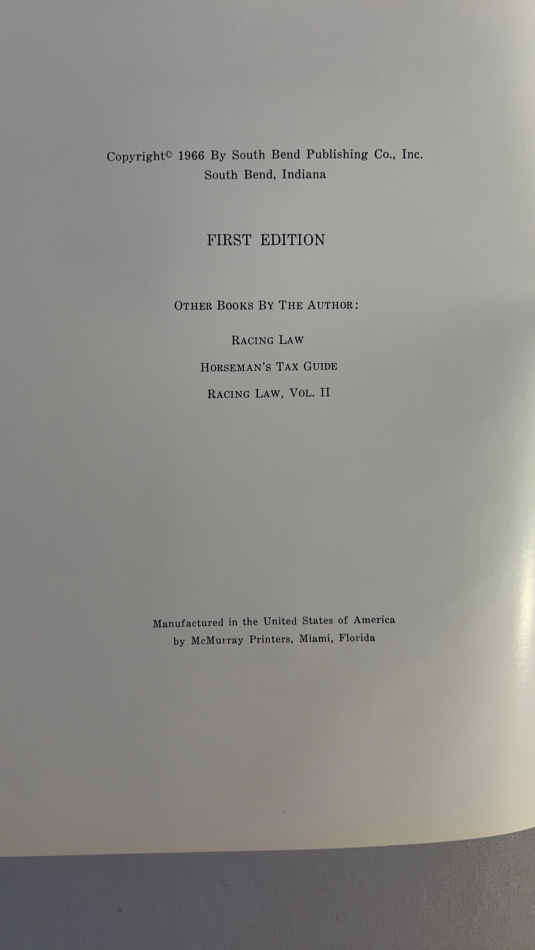 Copyright© 1966 By South Bend Publishing Co., Inc.
South Bend, Indiana
FIRST EDITION
OTHER BOOKS BY THE AUTHOR:
RACING LAW
HORSEMAN'S TAX GUIDE
RACING LAW, VOL. II
Manufactured in the United States of America
by McMurray Printers, Miami, Florida